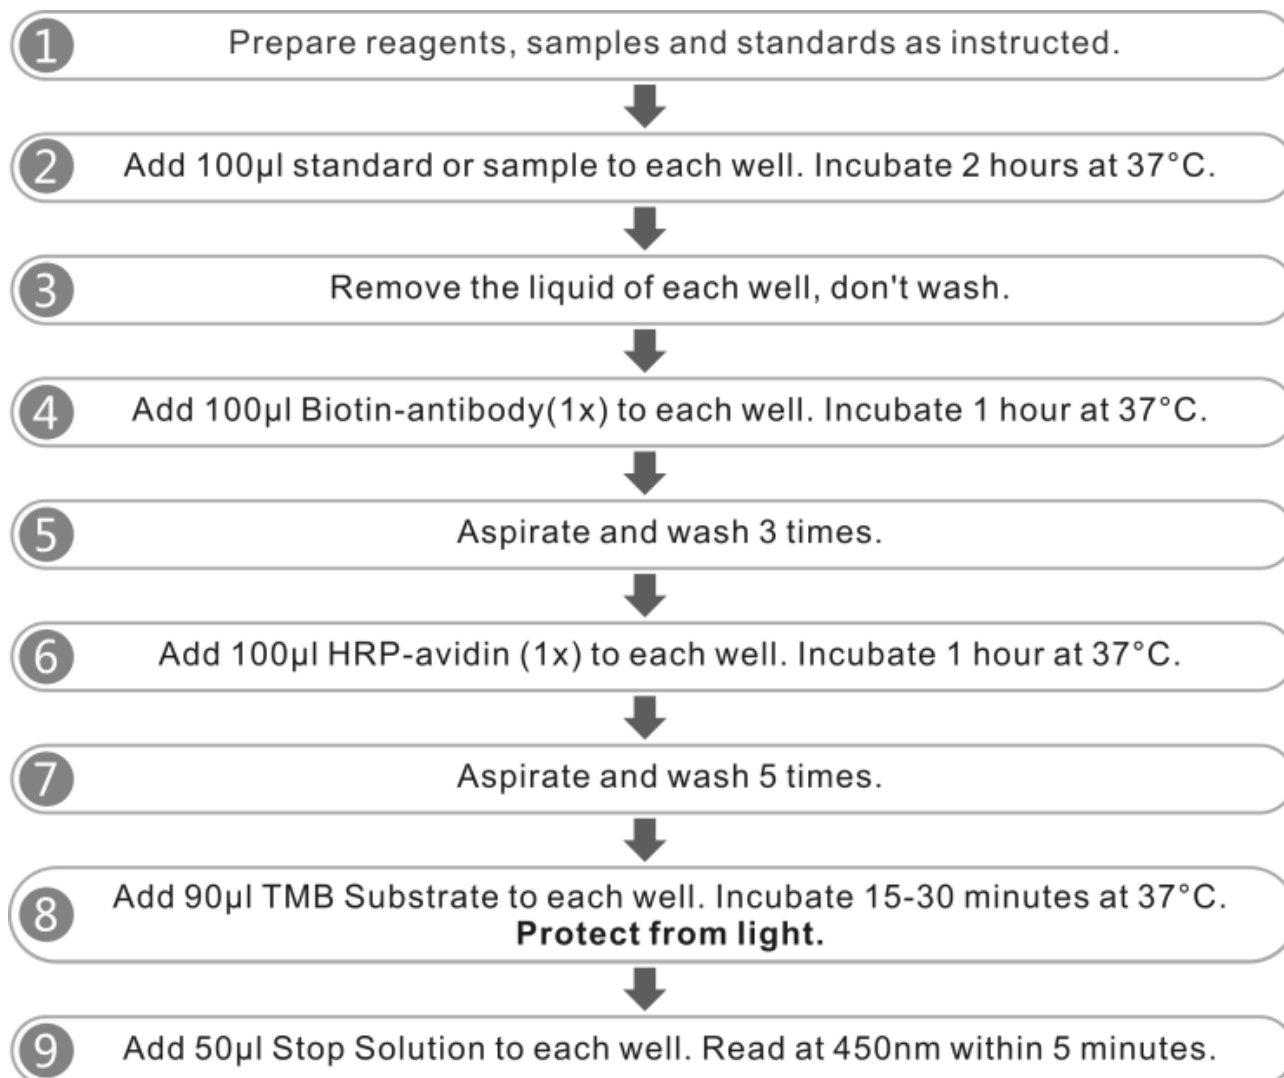 1 Prepare reagents, samples and standards as instructed.
2 Add 100µl standard or sample to each well. Incubate 2 hours at 37°C.
3 Remove the liquid of each well, don't wash.
4 Add 100µl Biotin-antibody(1x) to each well. Incubate 1 hour at 37°C.
5 Aspirate and wash 3 times.
6 Add 100µl HRP-avidin (1x) to each well. Incubate 1 hour at 37°C.
7 Aspirate and wash 5 times.
8 Add 90µl TMB Substrate to each well. Incubate 15-30 minutes at 37°C.
Protect from light.
9 Add 50µl Stop Solution to each well. Read at 450nm within 5 minutes.